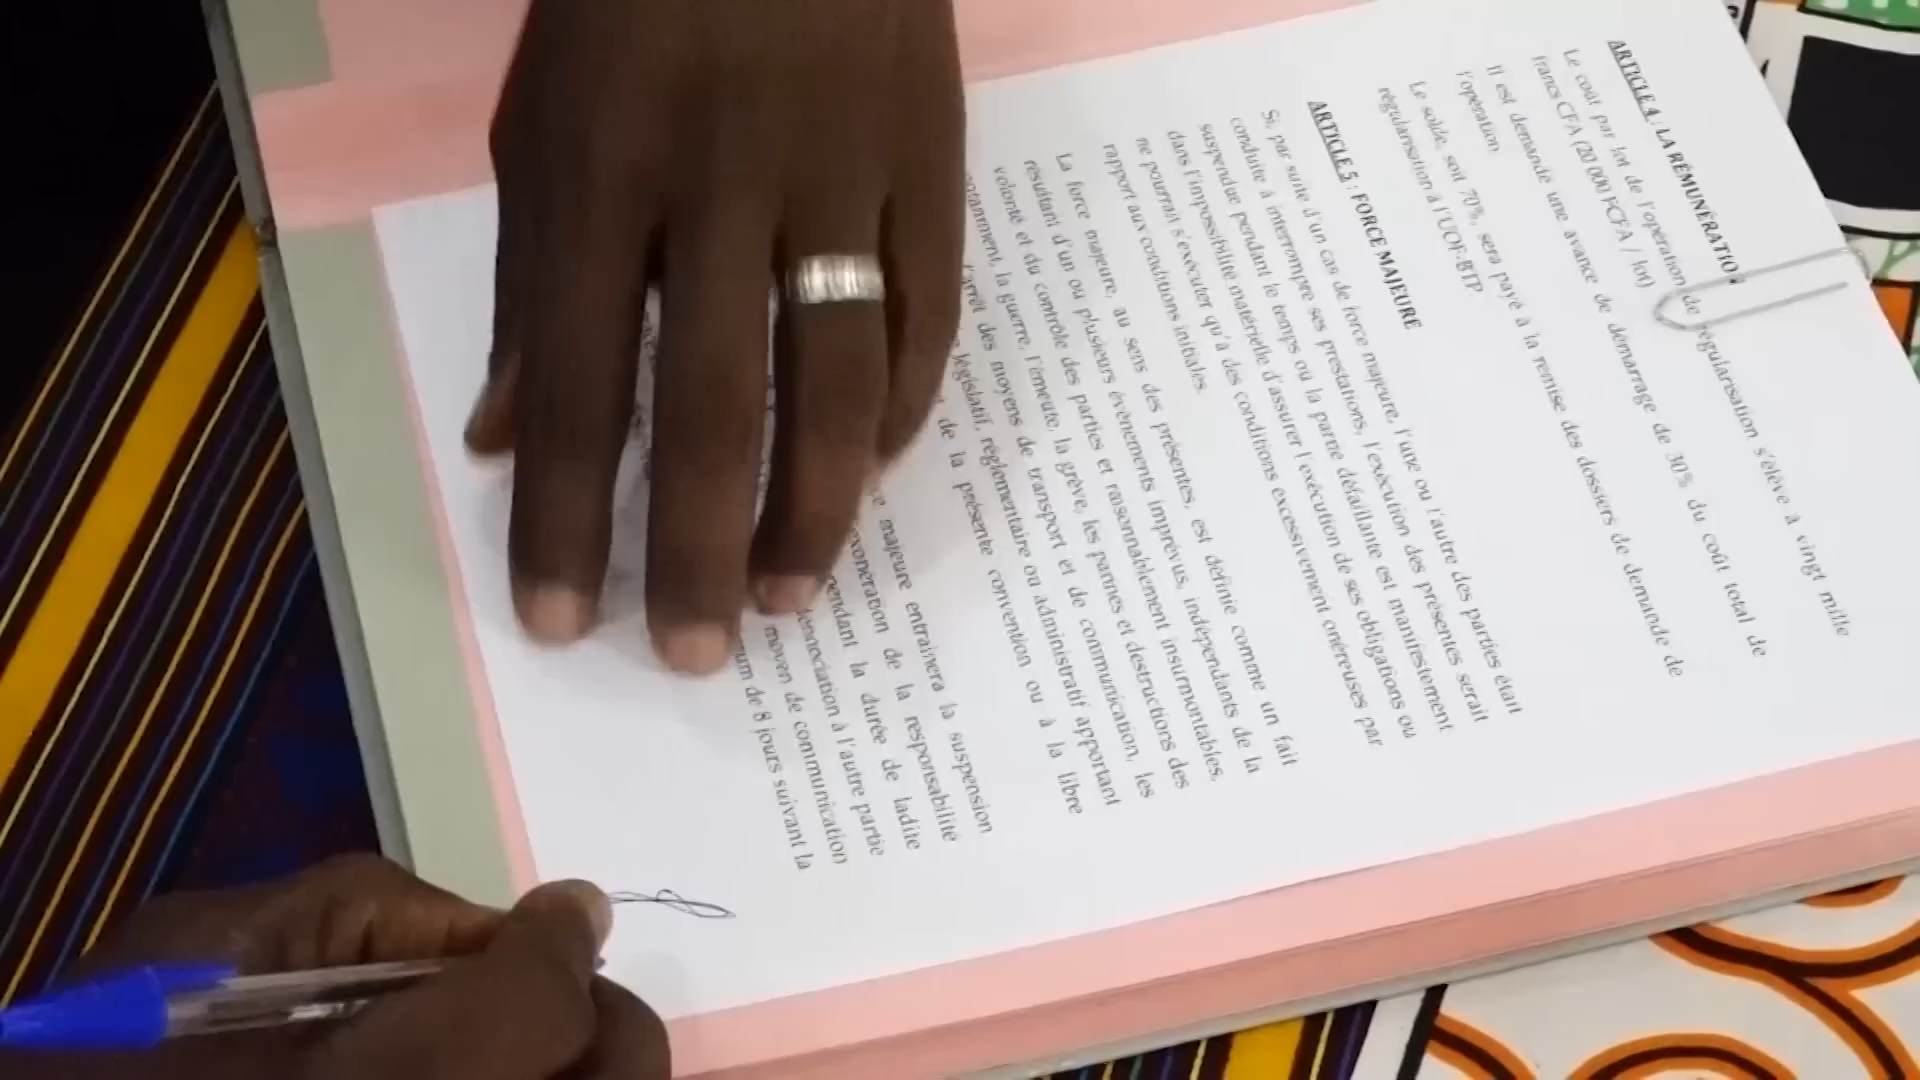 ARTICLE 4 : LA RÉMUNÉRATIO
Le coût par lot de l'opération de régularisation s'élève à vingt mille
francs CFA (20 000 FCFA / lot)
Il est demandé une avance de démarrage de 30% du coût total de
l'opération.
Le solde, soit 70%, sera payé à la remise des dossiers de demande de
régularisation à l'UOF-BTP.
ARTICLE 5 : FORCE MAJEURE
Si, par suite d'un cas de force majeure, l'une ou l'autre des parties était
conduite à interrompre ses prestations, l'exécution des présentes serait
suspendue pendant le temps où la partie défaillante est manifestement
dans l'impossibilité matérielle d'assurer l'exécution de ses obligations ou
ne pourrait s'exécuter qu'à des conditions excessivement onéreuses par
rapport aux conditions initiales.
La force majeure, au sens des présentes, est définie comme un fait
résultant d'un ou plusieurs évènements imprévus, indépendants de la
volonté et du contrôle des parties et raisonnablement insurmontables,
notamment, la guerre, l'émeute, la grève, les pannes et destructions des
l'arrêt des moyens de transport et de communication, les
législatif, réglementaire ou administratif apportant
de la présente convention ou à la libre
majeure entraînera la suspension
exonération de la responsabilité
pendant la durée de ladite
dénonciation à l'autre partie
moyen de communication
de 8 jours suivant la